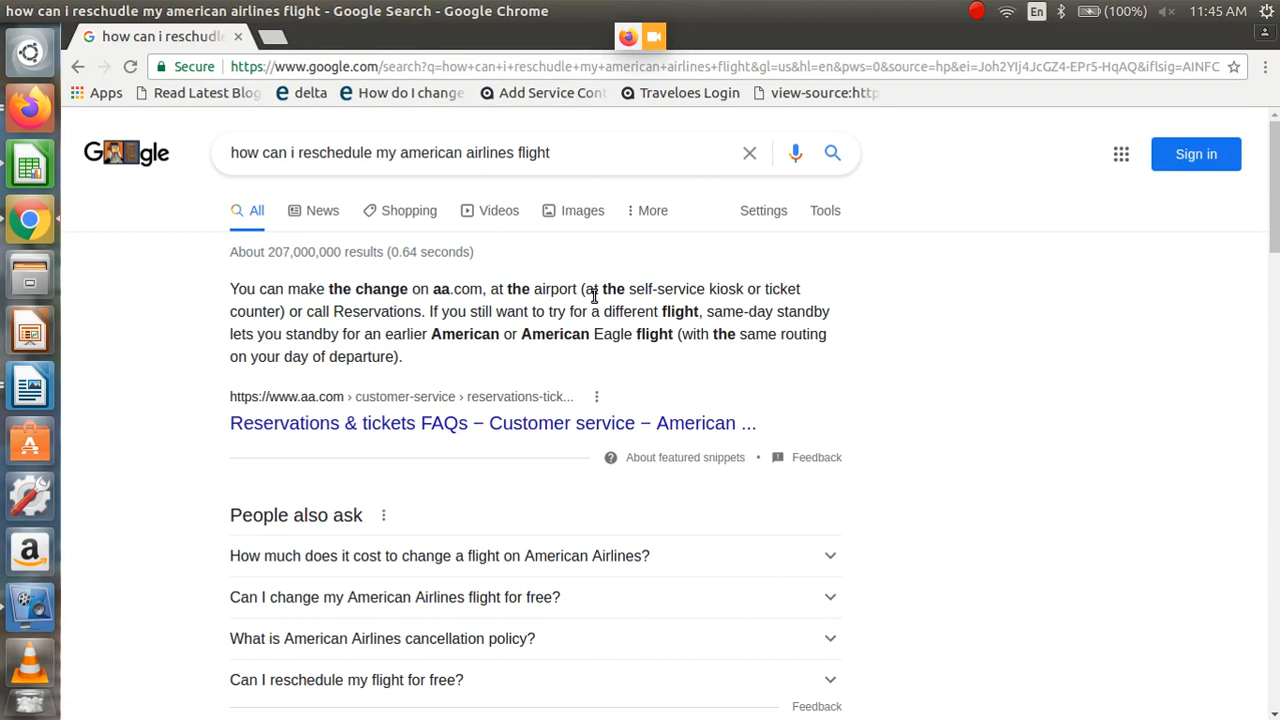 how can i reschudle my american airlines flight - Google Search - Google Chrome
En
(100%)
11:45 AM
how can i reschudle
Secure
https://www.google.com/search?q=how+can+i+reschudle+my+american+airlines+flight&gl=us&hl=en&pws=0&source=hp&ei=Joh2YIj4JcGZ4-EPr5-HqAQ&iflsig=AINFC
Apps
Read Latest Blo
delta
How do I change
Add Service Cont
Traveloes Login
view-source:http
how can i reschedule my american airlines flight
Sign in
All
News
Shopping
Videos
Images
More
Settings
Tools
About 207,000,000 results (0.64 seconds)
You can make the change on aa.com, at the airport (at the self-service kiosk or ticket
counter) or call Reservations. If you still want to try for a different flight, same-day standby
lets you standby for an earlier American or American Eagle flight (with the same routing
on your day of departure).
https://www.aa.com › customer-service › reservations-tick...
Reservations & tickets FAQs − Customer service − American ...
About featured snippets • Feedback
People also ask
How much does it cost to change a flight on American Airlines?
Can I change my American Airlines flight for free?
What is American Airlines cancellation policy?
Can I reschedule my flight for free?
Feedback